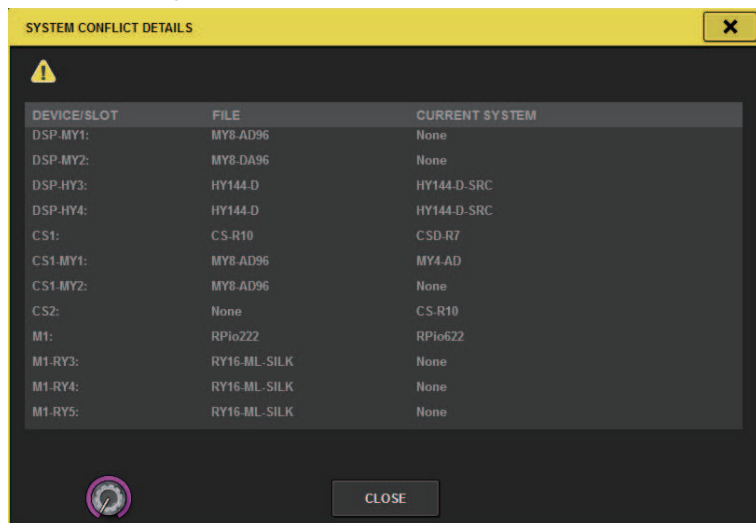 SYSTEM CONFLICT DETAILS
DEVICE/SLOT FILE CURRENT SYSTEM
DSP-MY1: MY8-AD96 None
DSP-MY2: MY8-DA96 None
DSP-HY3: HY144-D HY144-D-SRC
DSP-HY4: HY144-D HY144-D-SRC
CS1: CS-R10 CSD-R7
CS1-MY1: MY8-AD96 MY4-AD
CS1-MY2: MY8-AD96 None
CS2: None CS-R10
M1: RPio222 RPio622
M1-RY3: RY16-ML-SILK None
M1-RY4: RY16-ML-SILK None
M1-RY5: RY16-ML-SILK None
CLOSE